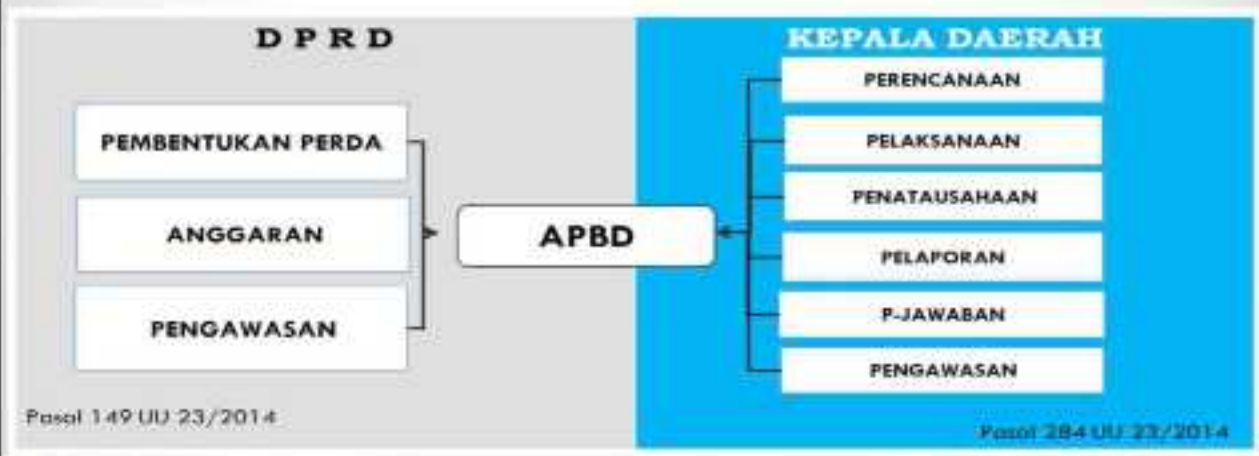 D P R D
PEMBENTUKAN PERDA
ANGGARAN
PENGAWASAN
Pasal 149 UU 23/2014
APBD
KEPALA DAERAH
PERENCANAAN
PELAKSANAAN
PENATAUSAHAAN
PELAPORAN
P-JAWABAN
PENGAWASAN
Pasal 284 UU 23/2014